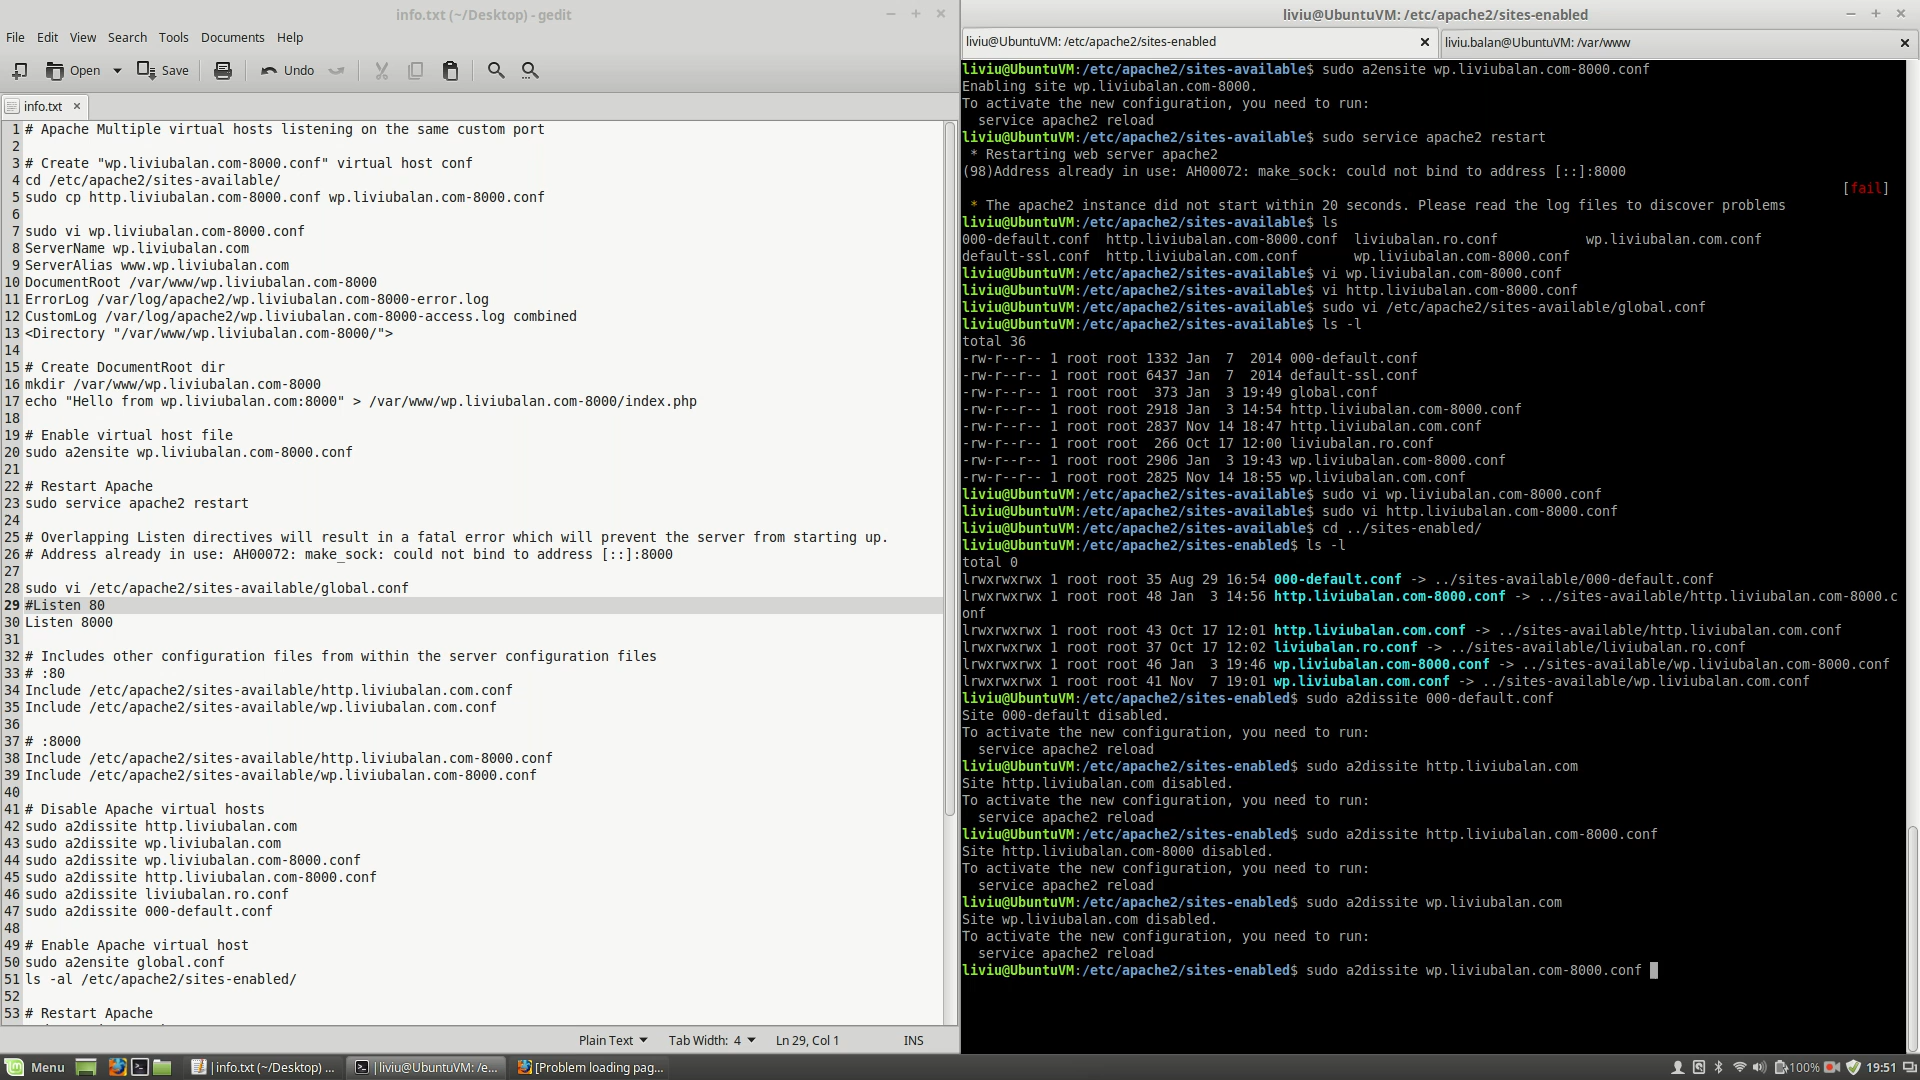 info.txt (~/Desktop) - gedit
File Edit View Search Tools Documents Help
Open Save Undo
info.txt
1 # Apache Multiple virtual hosts listening on the same custom port
2
3 # Create "wp.liviubalan.com-8000.conf" virtual host conf
4 cd /etc/apache2/sites-available/
5 sudo cp http.liviubalan.com-8000.conf wp.liviubalan.com-8000.conf
6
7 sudo vi wp.liviubalan.com-8000.conf
8 ServerName wp.liviubalan.com
9 ServerAlias www.wp.liviubalan.com
10 DocumentRoot /var/www/wp.liviubalan.com-8000
11 ErrorLog /var/log/apache2/wp.liviubalan.com-8000-error.log
12 CustomLog /var/log/apache2/wp.liviubalan.com-8000-access.log combined
13 <Directory "/var/www/wp.liviubalan.com-8000/">
14
15 # Create DocumentRoot dir
16 mkdir /var/www/wp.liviubalan.com-8000
17 echo "Hello from wp.liviubalan.com:8000" > /var/www/wp.liviubalan.com-8000/index.php
18
19 # Enable virtual host file
20 sudo a2ensite wp.liviubalan.com-8000.conf
21
22 # Restart Apache
23 sudo service apache2 restart
24
25 # Overlapping Listen directives will result in a fatal error which will prevent the server from starting up.
26 # Address already in use: AH00072: make_sock: could not bind to address [::]:8000
27
28 sudo vi /etc/apache2/sites-available/global.conf
29 #Listen 80
30 Listen 8000
31
32 # Includes other configuration files from within the server configuration files
33 # :80
34 Include /etc/apache2/sites-available/http.liviubalan.com.conf
35 Include /etc/apache2/sites-available/wp.liviubalan.com.conf
36
37 # :8000
38 Include /etc/apache2/sites-available/http.liviubalan.com-8000.conf
39 Include /etc/apache2/sites-available/wp.liviubalan.com-8000.conf
40
41 # Disable Apache virtual hosts
42 sudo a2dissite http.liviubalan.com
43 sudo a2dissite wp.liviubalan.com
44 sudo a2dissite wp.liviubalan.com-8000.conf
45 sudo a2dissite http.liviubalan.com-8000.conf
46 sudo a2dissite liviubalan.ro.conf
47 sudo a2dissite 000-default.conf
48
49 # Enable Apache virtual host
50 sudo a2ensite global.conf
51 ls -al /etc/apache2/sites-enabled/
52
53 # Restart Apache
Plain Text Tab Width: 4 Ln 29, Col 1 INS
liviu@UbuntuVM: /etc/apache2/sites-enabled
liviu@UbuntuVM: /etc/apache2/sites-enabled liviu.balan@UbuntuVM: /var/www
liviu@UbuntuVM:/etc/apache2/sites-available$ sudo a2ensite wp.liviubalan.com-8000.conf
Enabling site wp.liviubalan.com-8000.
To activate the new configuration, you need to run:
service apache2 reload
liviu@UbuntuVM:/etc/apache2/sites-available$ sudo service apache2 restart
* Restarting web server apache2
(98)Address already in use: AH00072: make_sock: could not bind to address [::]:8000
[fail]
* The apache2 instance did not start within 20 seconds. Please read the log files to discover problems
liviu@UbuntuVM:/etc/apache2/sites-available$ ls
000-default.conf http.liviubalan.com-8000.conf liviubalan.ro.conf wp.liviubalan.com.conf
default-ssl.conf http.liviubalan.com.conf wp.liviubalan.com-8000.conf
liviu@UbuntuVM:/etc/apache2/sites-available$ vi wp.liviubalan.com-8000.conf
liviu@UbuntuVM:/etc/apache2/sites-available$ vi http.liviubalan.com-8000.conf
liviu@UbuntuVM:/etc/apache2/sites-available$ sudo vi /etc/apache2/sites-available/global.conf
liviu@UbuntuVM:/etc/apache2/sites-available$ ls -l
total 36
-rw-r--r-- 1 root root 1332 Jan 7 2014 000-default.conf
-rw-r--r-- 1 root root 6437 Jan 7 2014 default-ssl.conf
-rw-r--r-- 1 root root 373 Jan 3 19:49 global.conf
-rw-r--r-- 1 root root 2918 Jan 3 14:54 http.liviubalan.com-8000.conf
-rw-r--r-- 1 root root 2837 Nov 14 18:47 http.liviubalan.com.conf
-rw-r--r-- 1 root root 266 Oct 17 12:00 liviubalan.ro.conf
-rw-r--r-- 1 root root 2906 Jan 3 19:43 wp.liviubalan.com-8000.conf
-rw-r--r-- 1 root root 2825 Nov 14 18:55 wp.liviubalan.com.conf
liviu@UbuntuVM:/etc/apache2/sites-available$ sudo vi wp.liviubalan.com-8000.conf
liviu@UbuntuVM:/etc/apache2/sites-available$ sudo vi http.liviubalan.com-8000.conf
liviu@UbuntuVM:/etc/apache2/sites-available$ cd ../sites-enabled/
liviu@UbuntuVM:/etc/apache2/sites-enabled$ ls -l
total 0
lrwxrwxrwx 1 root root 35 Aug 29 16:54 000-default.conf -> ../sites-available/000-default.conf
lrwxrwxrwx 1 root root 48 Jan 3 14:56 http.liviubalan.com-8000.conf -> ../sites-available/http.liviubalan.com-8000.c
onf
lrwxrwxrwx 1 root root 43 Oct 17 12:01 http.liviubalan.com.conf -> ../sites-available/http.liviubalan.com.conf
lrwxrwxrwx 1 root root 37 Oct 17 12:02 liviubalan.ro.conf -> ../sites-available/liviubalan.ro.conf
lrwxrwxrwx 1 root root 46 Jan 3 19:46 wp.liviubalan.com-8000.conf -> ../sites-available/wp.liviubalan.com-8000.conf
lrwxrwxrwx 1 root root 41 Nov 7 19:01 wp.liviubalan.com.conf -> ../sites-available/wp.liviubalan.com.conf
liviu@UbuntuVM:/etc/apache2/sites-enabled$ sudo a2dissite 000-default.conf
Site 000-default disabled.
To activate the new configuration, you need to run:
service apache2 reload
liviu@UbuntuVM:/etc/apache2/sites-enabled$ sudo a2dissite http.liviubalan.com
Site http.liviubalan.com disabled.
To activate the new configuration, you need to run:
service apache2 reload
liviu@UbuntuVM:/etc/apache2/sites-enabled$ sudo a2dissite http.liviubalan.com-8000.conf
Site http.liviubalan.com-8000 disabled.
To activate the new configuration, you need to run:
service apache2 reload
liviu@UbuntuVM:/etc/apache2/sites-enabled$ sudo a2dissite wp.liviubalan.com
Site wp.liviubalan.com disabled.
To activate the new configuration, you need to run:
service apache2 reload
liviu@UbuntuVM:/etc/apache2/sites-enabled$ sudo a2dissite wp.liviubalan.com-8000.conf
Menu info.txt (~/Desktop) ... liviu@UbuntuVM: /e... [Problem loading pag... 100% 19:51